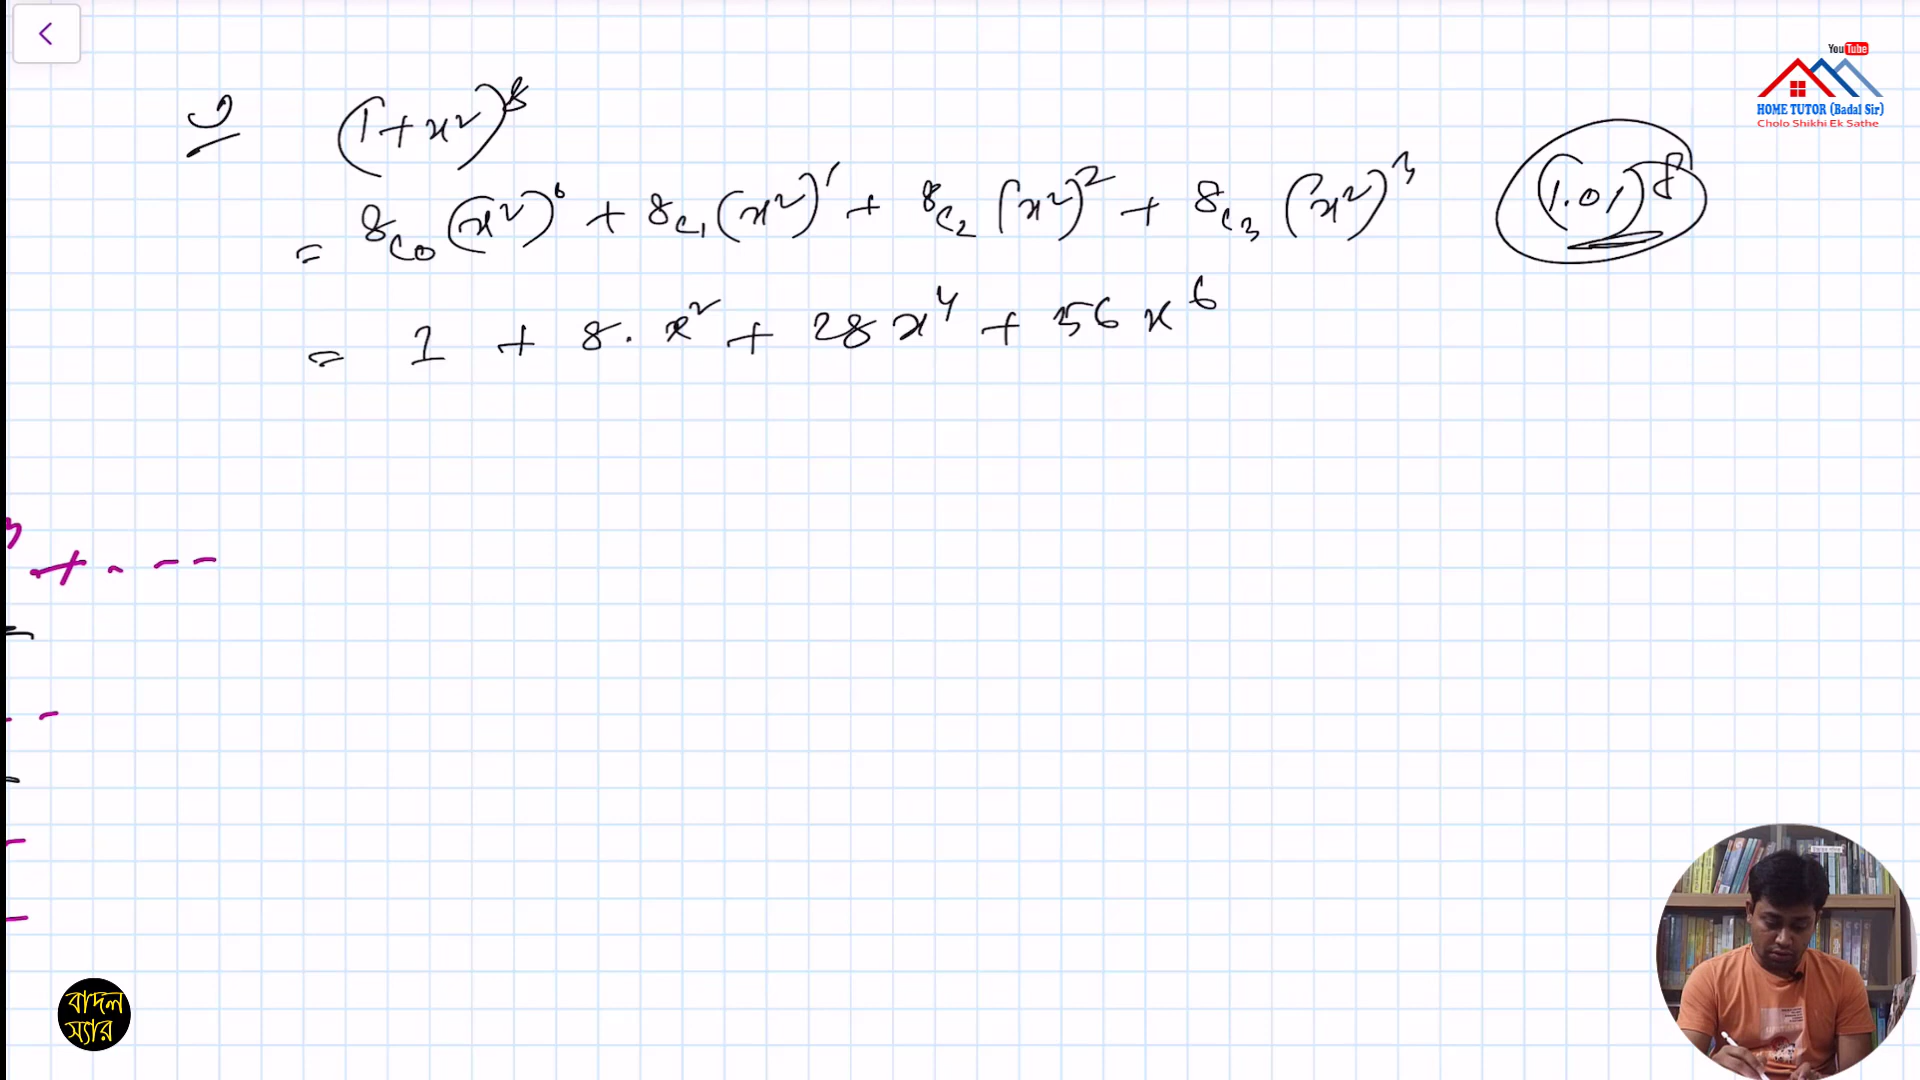 YouTube
HOME TUTOR (Badal Sir)
Cholo Shikhi Ek Sathe
৩ (1+x²)⁸
= 8C₀ (x²)⁰ + 8C₁ (x²)¹ + 8C₂ (x²)² + 8C₃ (x²)³ (1.01)⁸
= 1 + 8. x² + 28x⁴ + 56x⁶
+ - - -
বাদল
স্যার